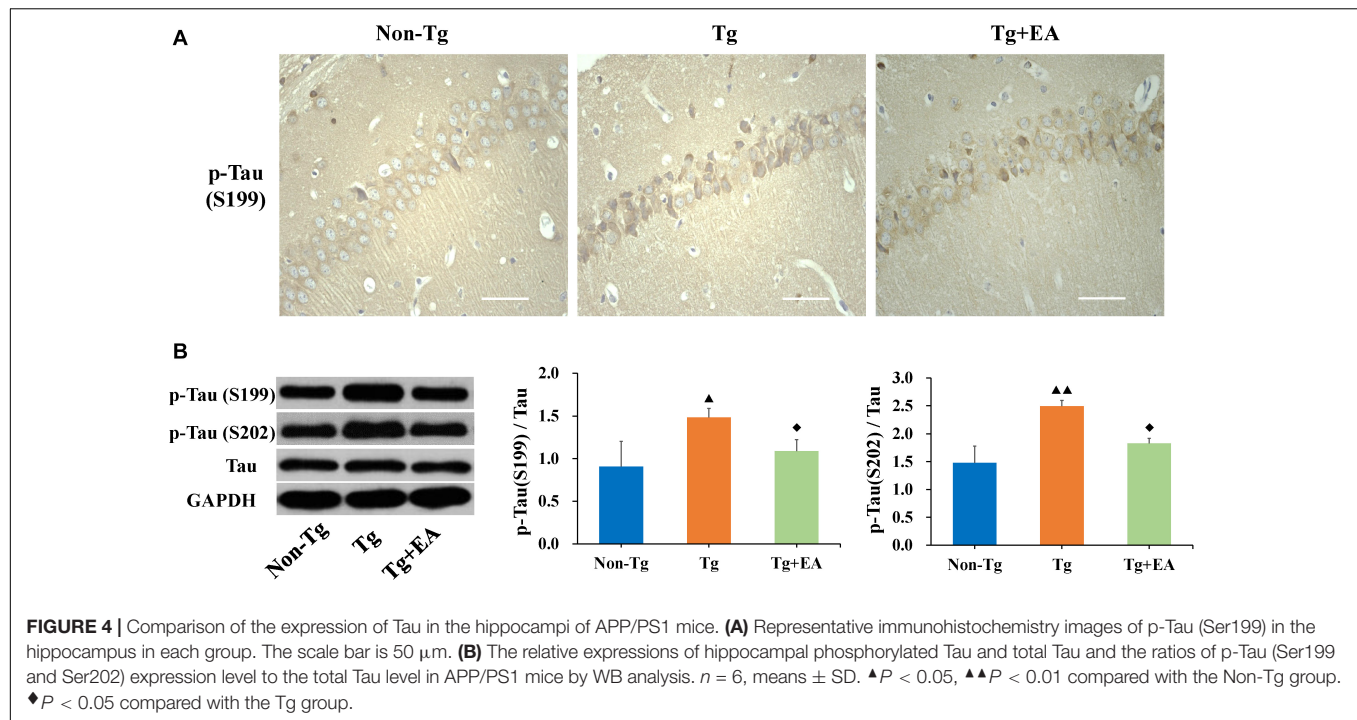 A
Non-Tg Tg Tg+EA
p-Tau
(S199)
B
p-Tau (S199)
p-Tau (S202)
Tau
GAPDH
Non-Tg Tg Tg+EA
p-Tau(S199) / Tau
2.0
1.5
1.0
0.5
0.0
▲
◆
Non-Tg Tg Tg+EA
p-Tau(S202) / Tau
3.0
2.5
2.0
1.5
1.0
0.5
0.0
▲▲
◆
Non-Tg Tg Tg+EA
FIGURE 4 | Comparison of the expression of Tau in the hippocampi of APP/PS1 mice. (A) Representative immunohistochemistry images of p-Tau (Ser199) in the
hippocampus in each group. The scale bar is 50 μm. (B) The relative expressions of hippocampal phosphorylated Tau and total Tau and the ratios of p-Tau (Ser199
and Ser202) expression level to the total Tau level in APP/PS1 mice by WB analysis. n = 6, means ± SD. ▲P < 0.05, ▲▲P < 0.01 compared with the Non-Tg group.
◆P < 0.05 compared with the Tg group.